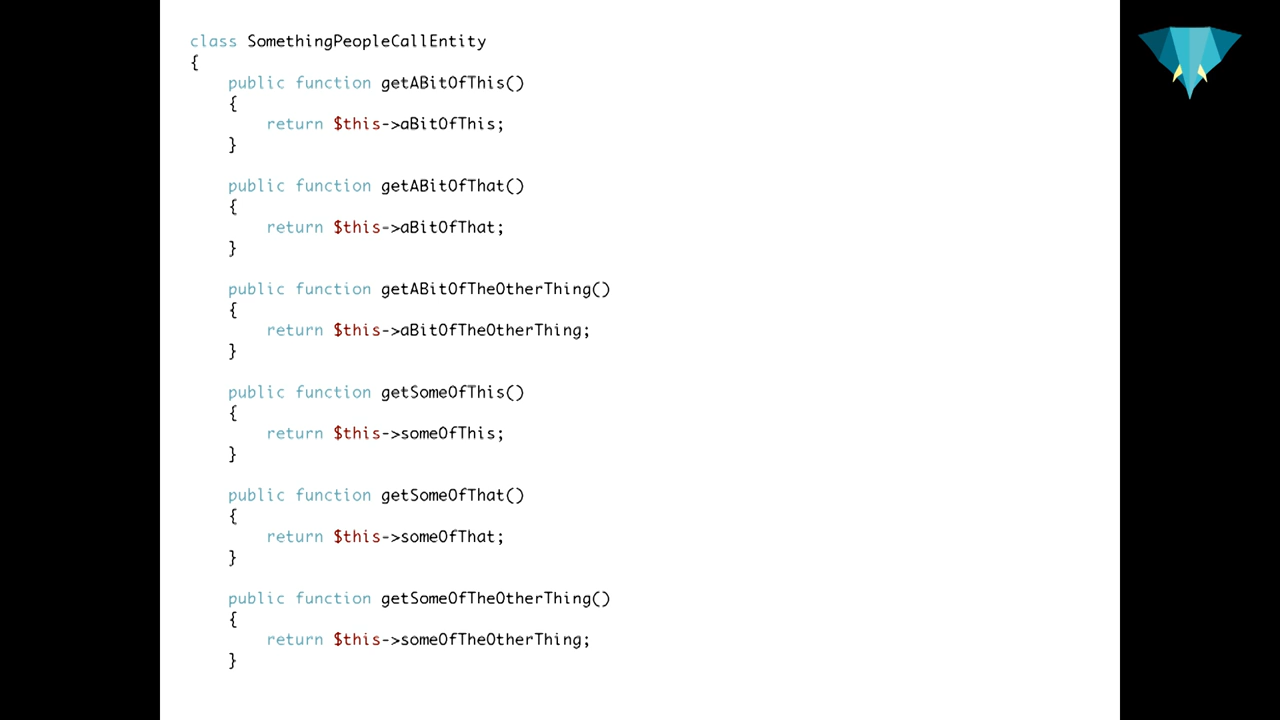 class SomethingPeopleCallEntity
{
    public function getABitOfThis()
    {
        return $this->aBitOfThis;
    }

    public function getABitOfThat()
    {
        return $this->aBitOfThat;
    }

    public function getABitOfTheOtherThing()
    {
        return $this->aBitOfTheOtherThing;
    }

    public function getSomeOfThis()
    {
        return $this->someOfThis;
    }

    public function getSomeOfThat()
    {
        return $this->someOfThat;
    }

    public function getSomeOfTheOtherThing()
    {
        return $this->someOfTheOtherThing;
    }